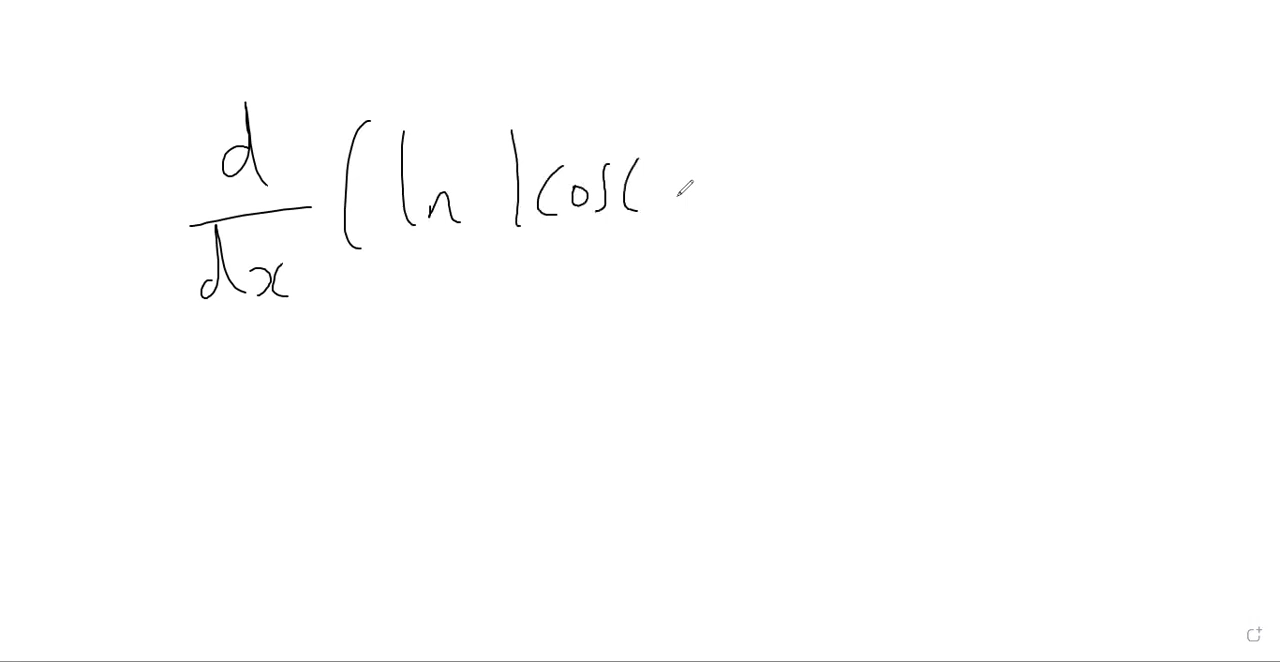 d/dx (ln |cos(